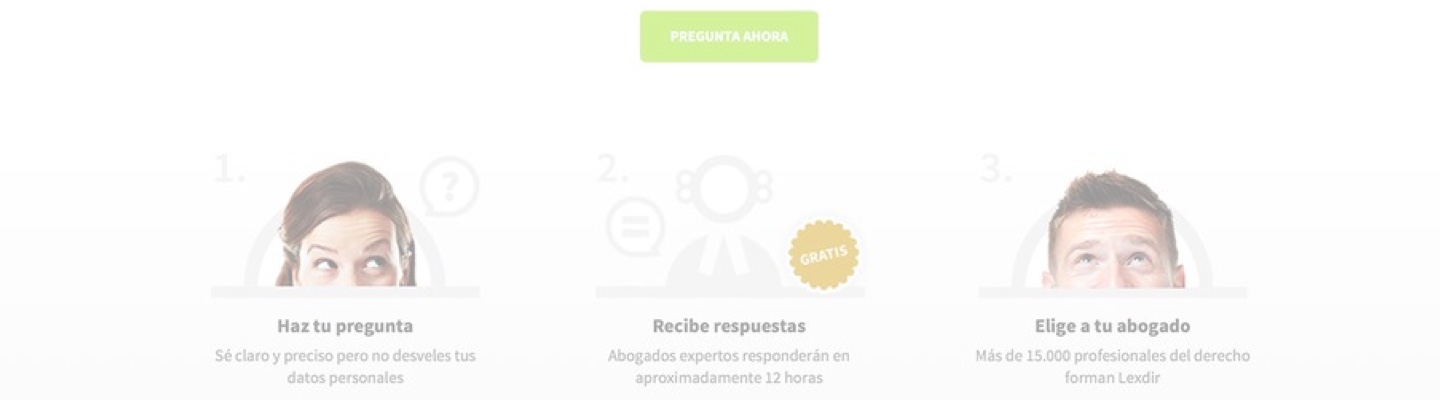 PREGUNTA AHORA
1.
?
2.
3.
GRATIS
Haz tu pregunta
Recibe respuestas
Elige a tu abogado
Sé claro y preciso pero no desveles tus
datos personales
Abogados expertos responderán en
aproximadamente 12 horas
Más de 15.000 profesionales del derecho
forman Lexdir